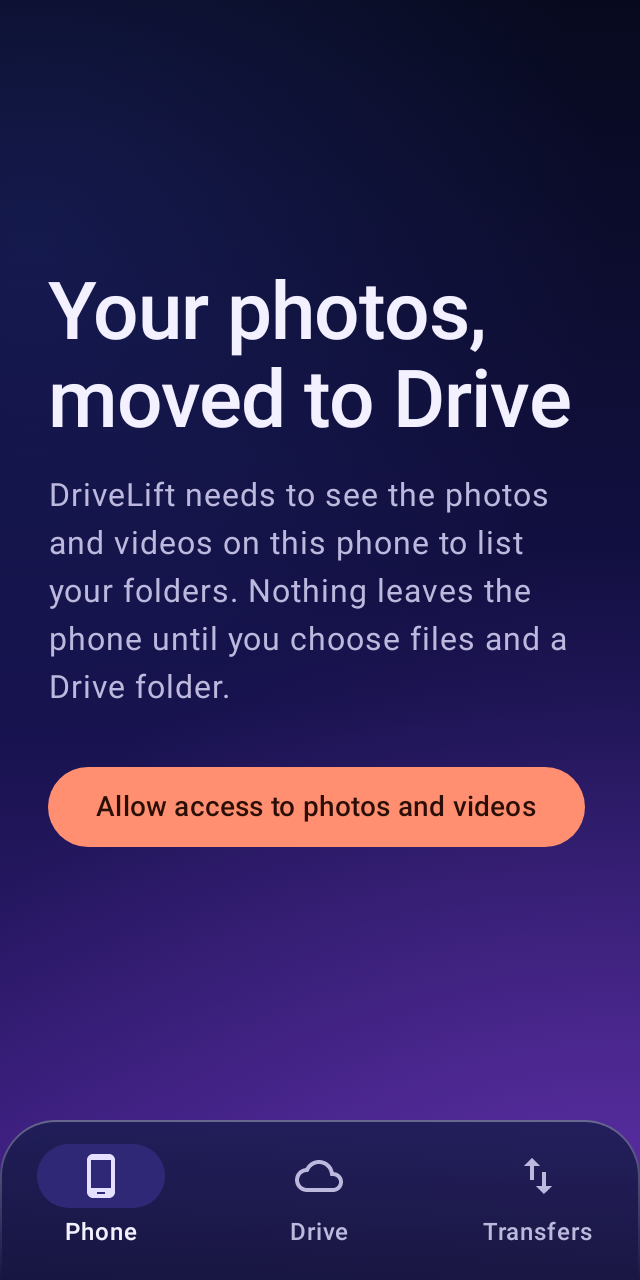 Your photos,
moved to Drive
DriveLift needs to see the photos
and videos on this phone to list
your folders. Nothing leaves the
phone until you choose files and a
Drive folder.
Allow access to photos and videos
Phone
Drive
Transfers